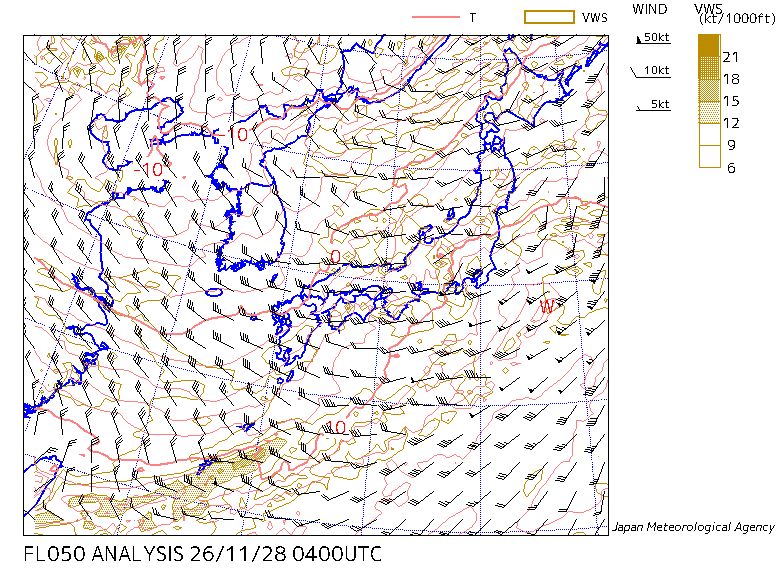 T VWS WIND VWS
(kt/1000ft)
50kt
10kt
5kt
21
18
15
12
9
6
-10
-10
0
W
10
Japan Meteorological Agency
FL050 ANALYSIS 26/11/28 0400UTC